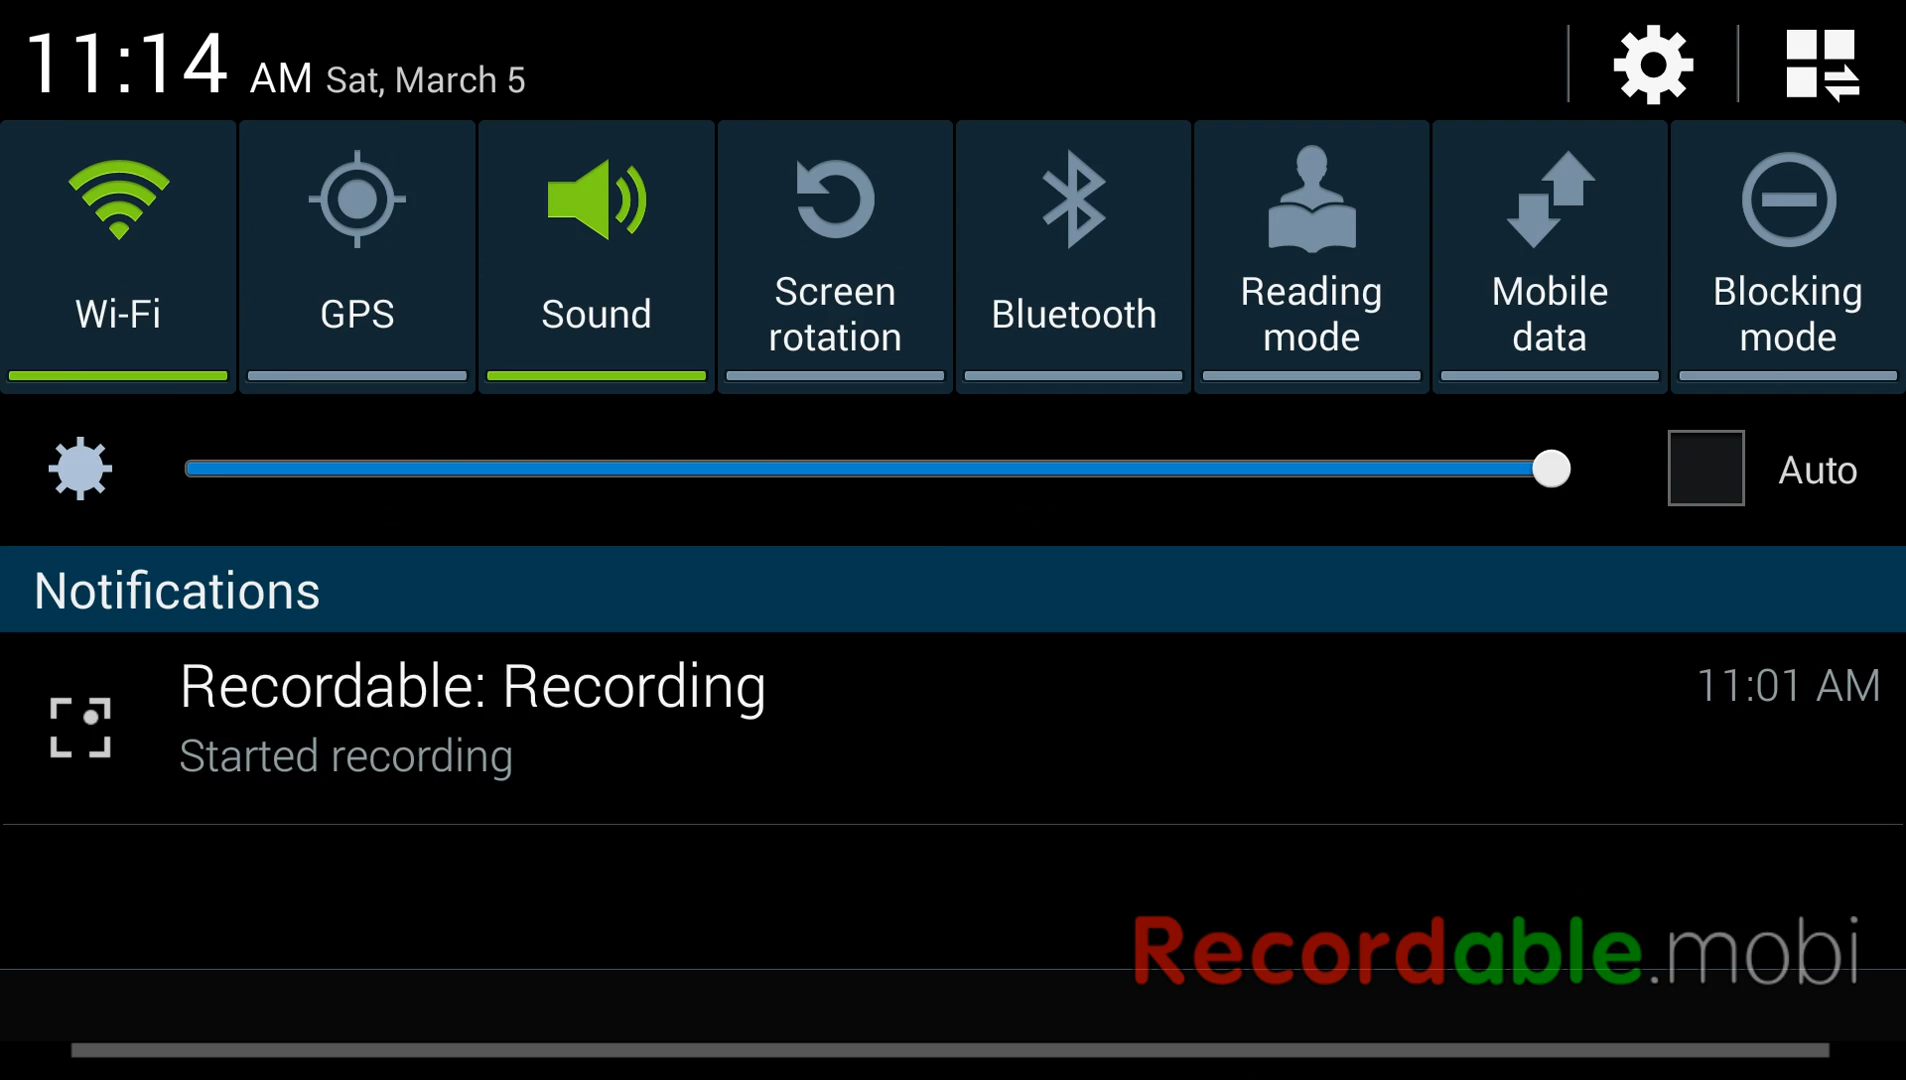 11:14 AM Sat, March 5
Wi-Fi
GPS
Sound
Screen
rotation
Bluetooth
Reading
mode
Mobile
data
Blocking
mode
Auto
Notifications
Recordable: Recording
11:01 AM
Started recording
Recordable.mobi